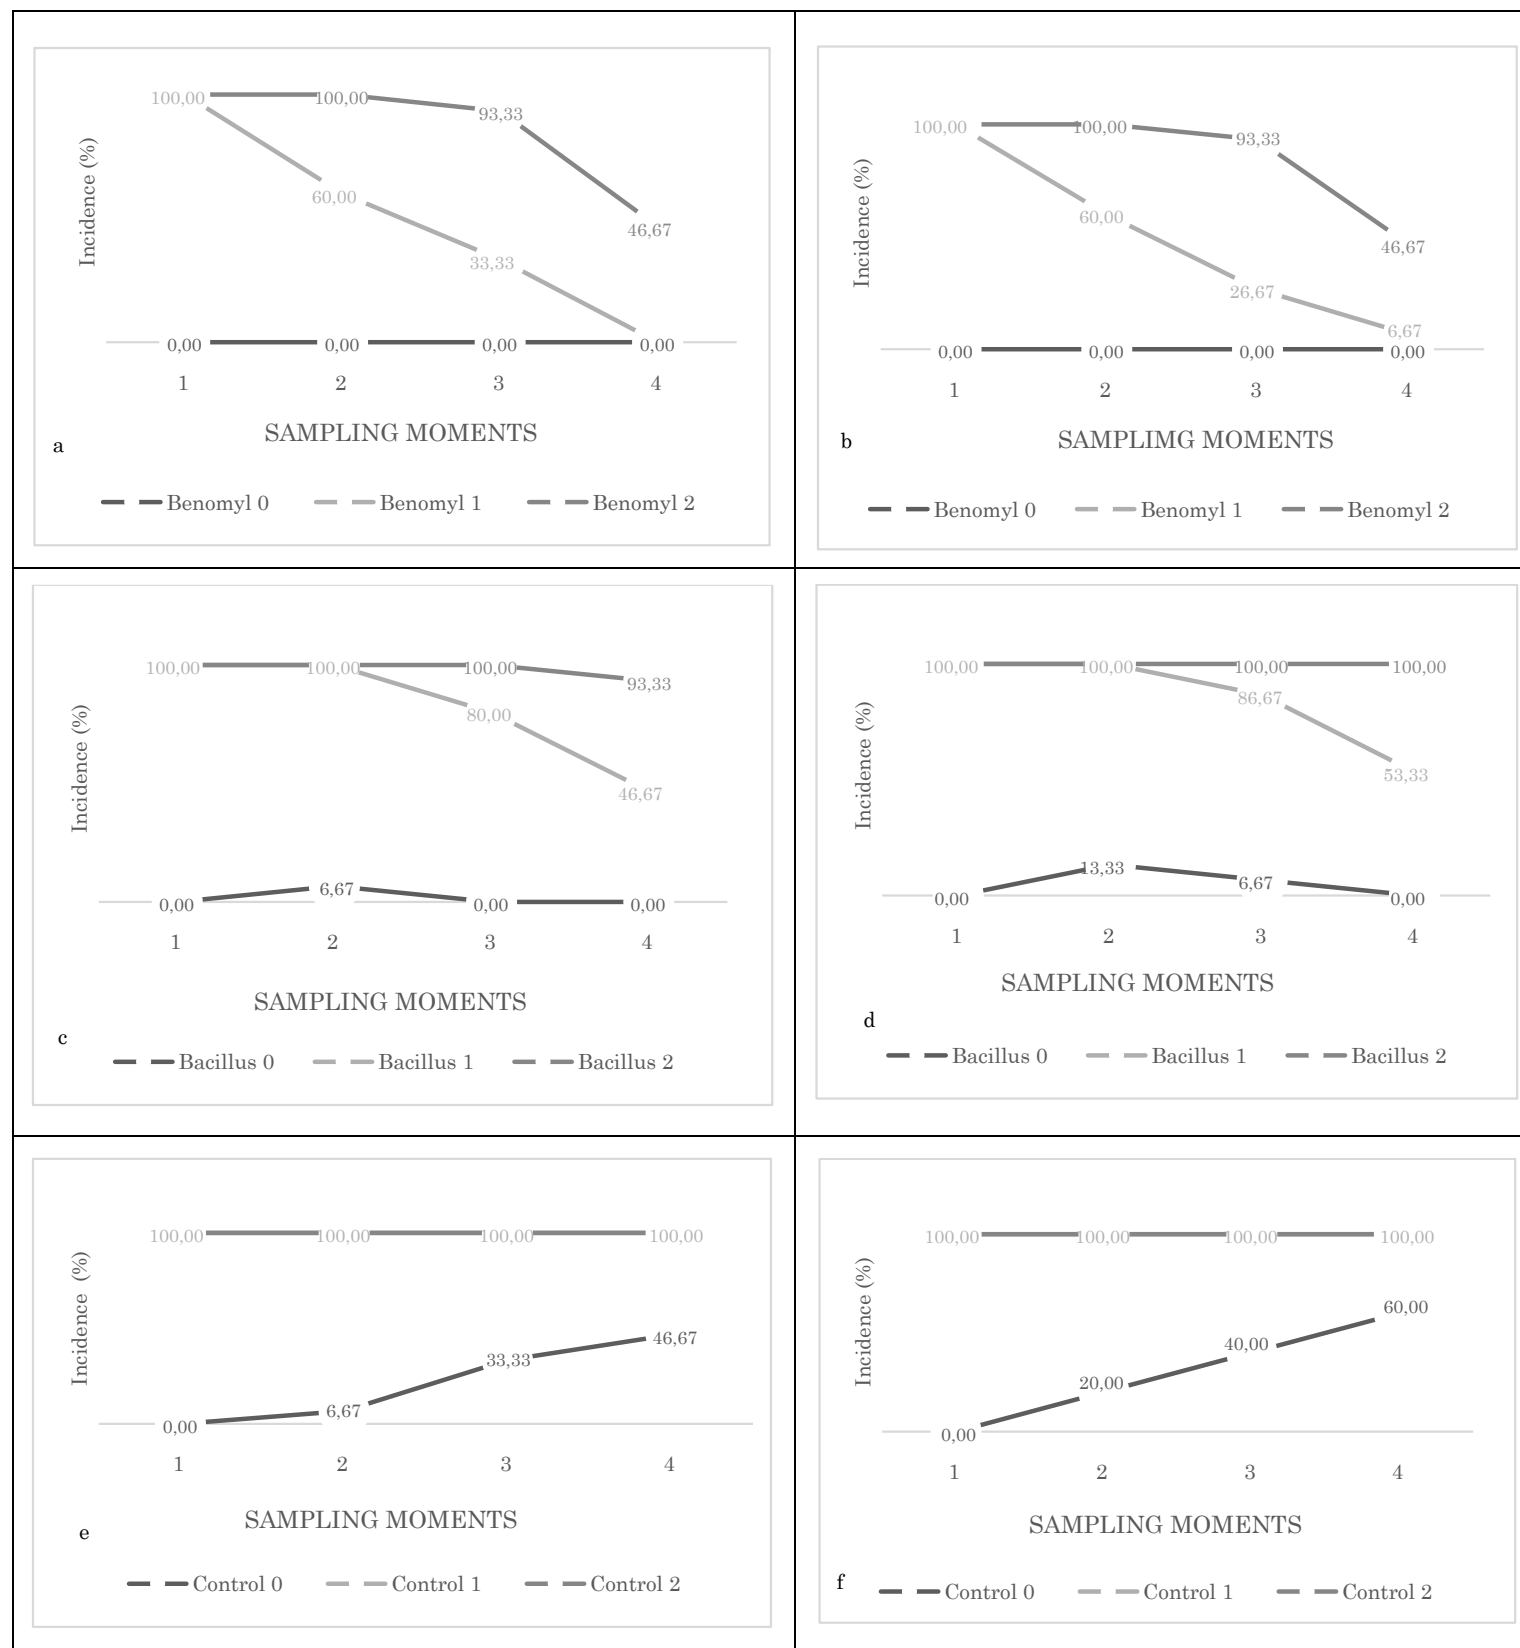 100,00
100,00
93,33
60,00
46,67
33,33
0,00 0,00 0,00 0,00
Incidence (%)
1 2 3 4
SAMPLING MOMENTS
a
Benomyl 0 Benomyl 1 Benomyl 2
100,00
100,00
93,33
60,00
46,67
26,67
6,67
0,00 0,00 0,00 0,00
Incidence (%)
1 2 3 4
SAMPLIMG MOMENTS
b
Benomyl 0 Benomyl 1 Benomyl 2
100,00 100,00 100,00
93,33
80,00
46,67
6,67
0,00 0,00 0,00
Incidence (%)
1 2 3 4
SAMPLING MOMENTS
c
Bacillus 0 Bacillus 1 Bacillus 2
100,00 100,00 100,00 100,00
86,67
53,33
13,33
6,67
0,00 0,00
Incidence (%)
1 2 3 4
SAMPLING MOMENTS
d
Bacillus 0 Bacillus 1 Bacillus 2
100,00 100,00 100,00 100,00
46,67
33,33
6,67
0,00
Incidence (%)
1 2 3 4
SAMPLING MOMENTS
e
Control 0 Control 1 Control 2
100,00 100,00 100,00 100,00
60,00
40,00
20,00
0,00
Incidence (%)
1 2 3 4
SAMPLING MOMENTS
f
Control 0 Control 1 Control 2